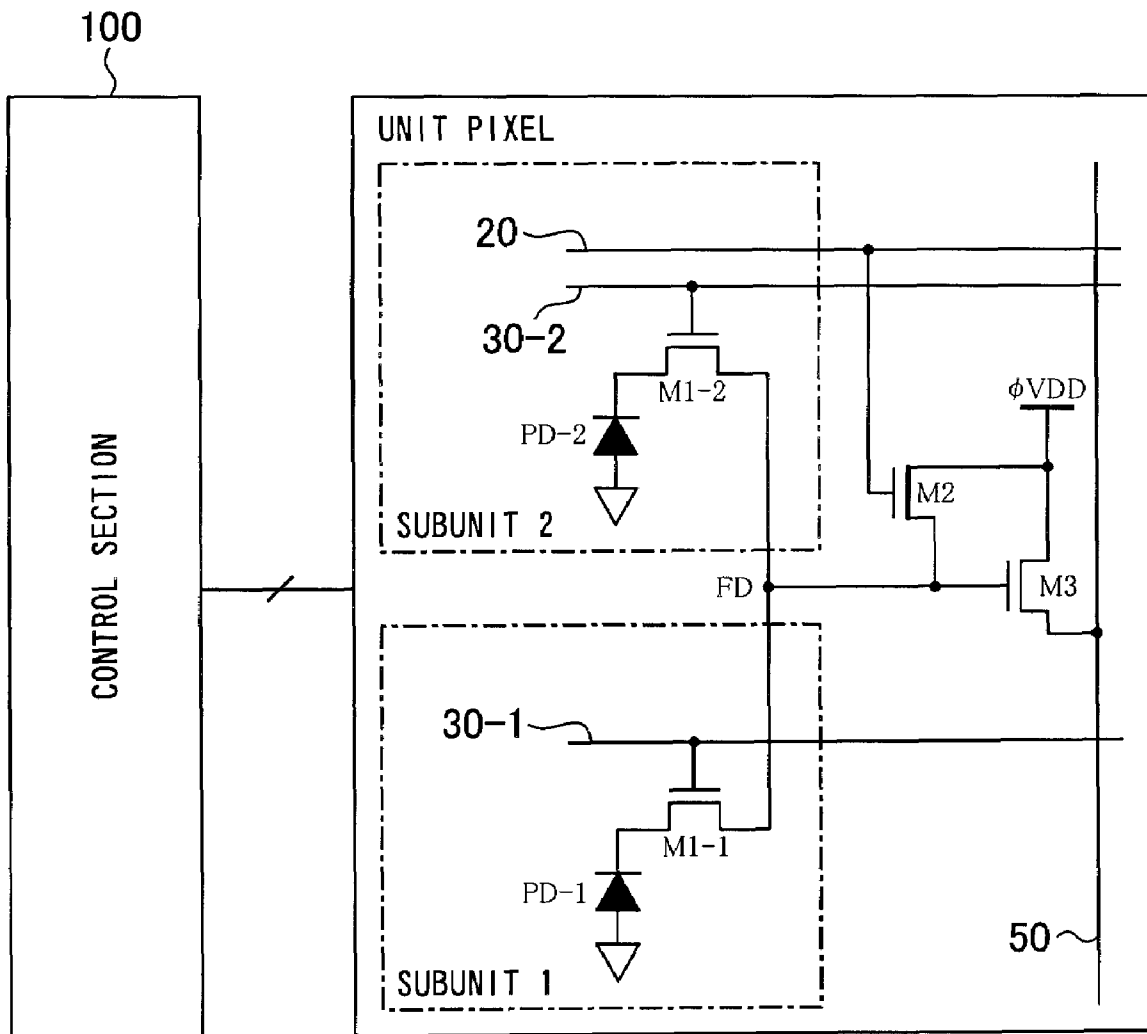 100
CONTROL SECTION
UNIT PIXEL
20
30-2
M1-2
PD-2
SUBUNIT 2
φVDD
M2
FD
M3
30-1
M1-1
PD-1
50
SUBUNIT 1